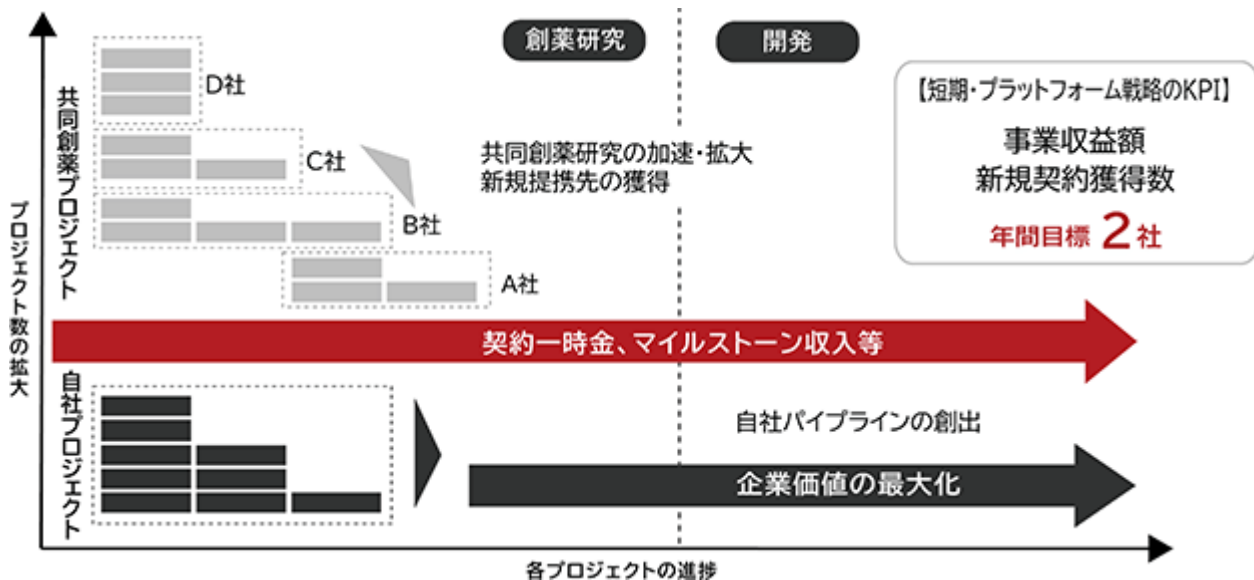 創薬研究
開発
プロジェクト数の拡大
共同創薬プロジェクト
D社
C社
B社
A社
共同創薬研究の加速・拡大
新規提携先の獲得
【短期・プラットフォーム戦略のKPI】
事業収益額
新規契約獲得数
年間目標 2 社
契約一時金、マイルストーン収入等
自社プロジェクト
自社パイプラインの創出
企業価値の最大化
各プロジェクトの進捗